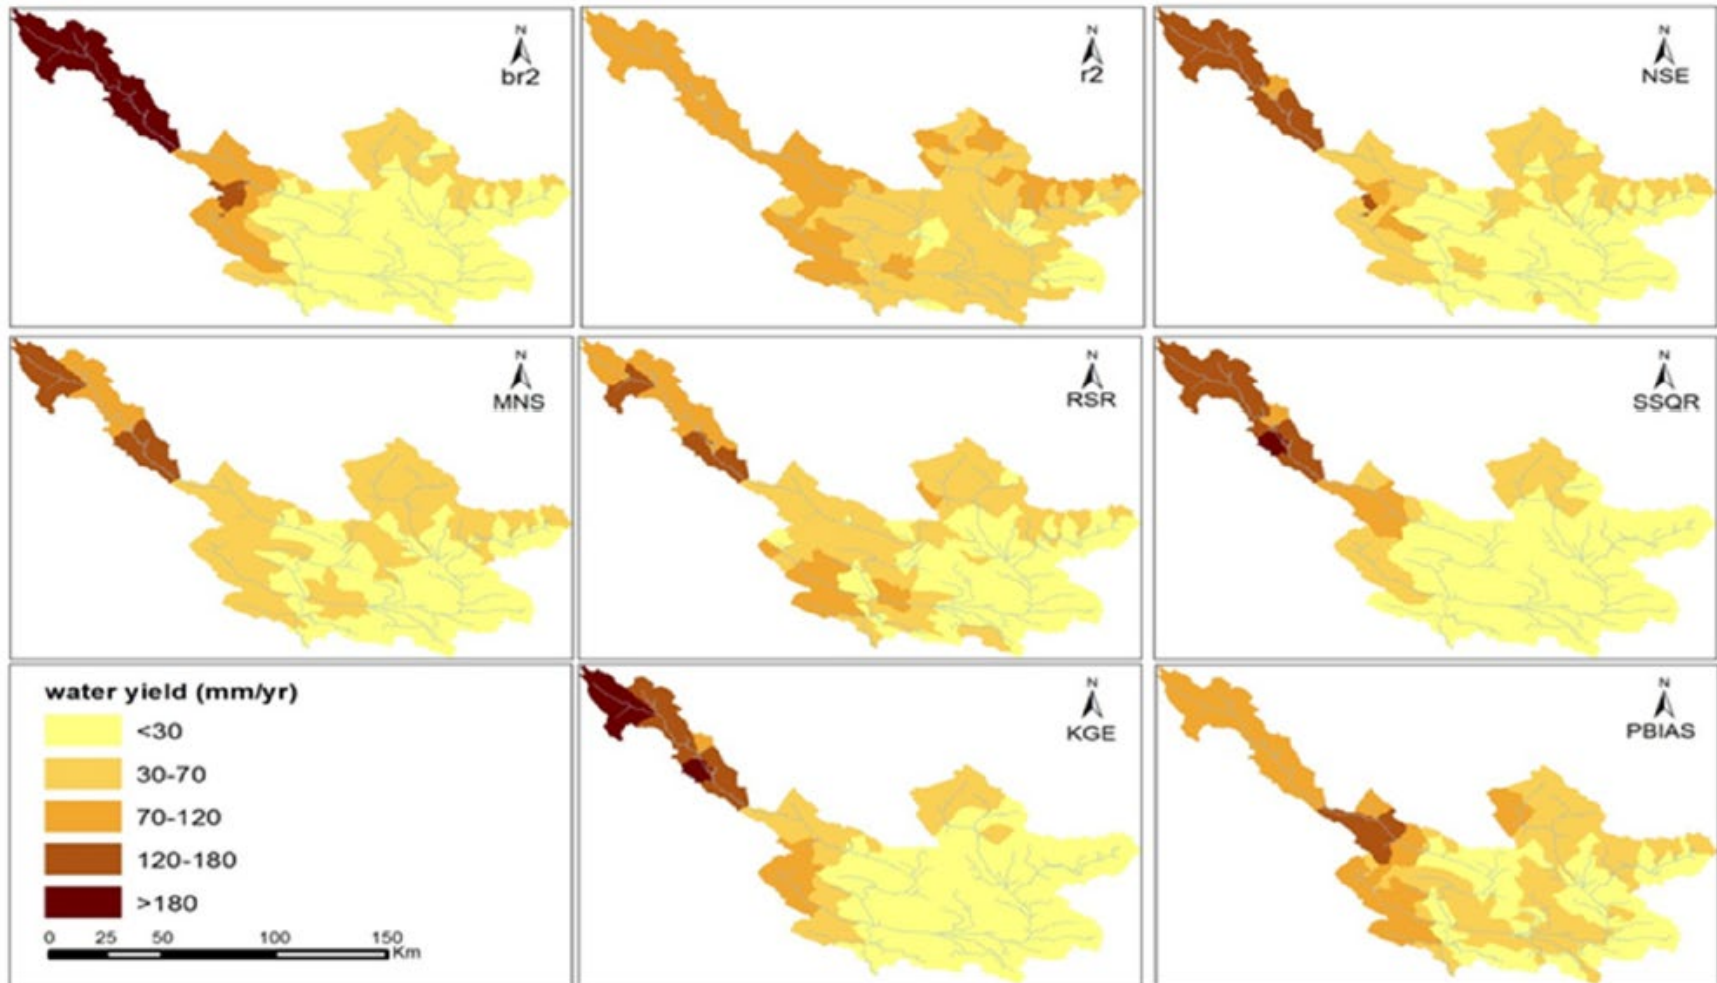 N
br2
N
r2
N
NSE
N
MNS
N
RSR
N
SSQR
water yield (mm/yr)
<30
30-70
70-120
120-180
>180
0 25 50 100 150
Km
N
KGE
N
PBIAS